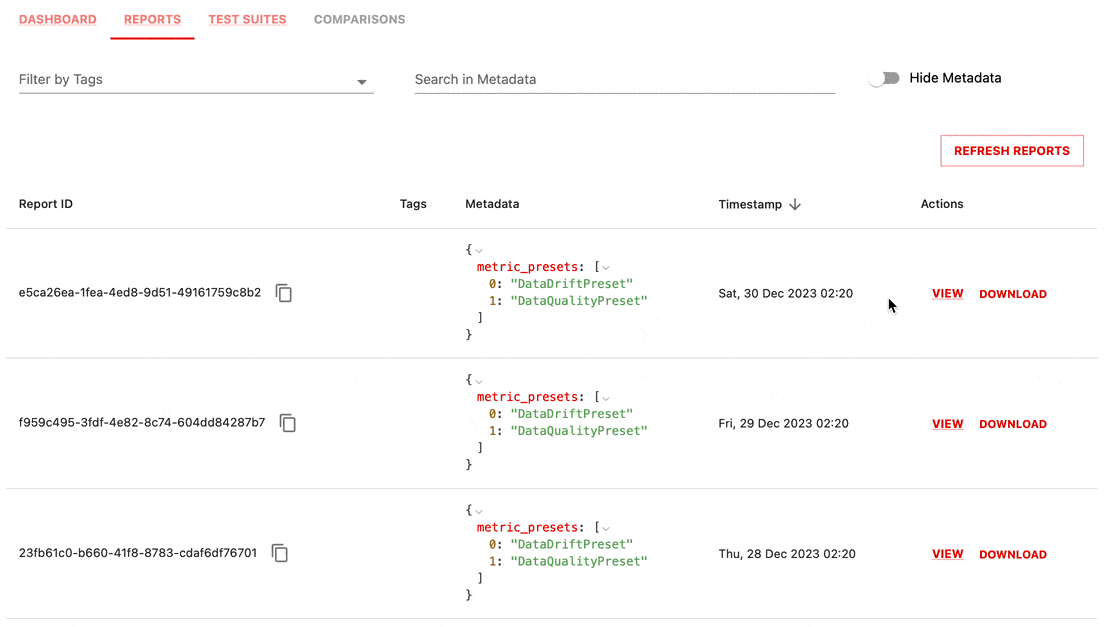 DASHBOARD REPORTS TEST SUITES COMPARISONS
Filter by Tags Search in Metadata Hide Metadata
REFRESH REPORTS
Report ID Tags Metadata Timestamp Actions
{
metric_presets: [
0: "DataDriftPreset"
e5ca26ea-1fea-4ed8-9d51-49161759c8b2 1: "DataQualityPreset" Sat, 30 Dec 2023 02:20 VIEW DOWNLOAD
]
}
{
metric_presets: [
0: "DataDriftPreset"
f959c495-3fdf-4e82-8c74-604dd84287b7 1: "DataQualityPreset" Fri, 29 Dec 2023 02:20 VIEW DOWNLOAD
]
}
{
metric_presets: [
0: "DataDriftPreset"
23fb61c0-b660-41f8-8783-cdaf6df76701 1: "DataQualityPreset" Thu, 28 Dec 2023 02:20 VIEW DOWNLOAD
]
}